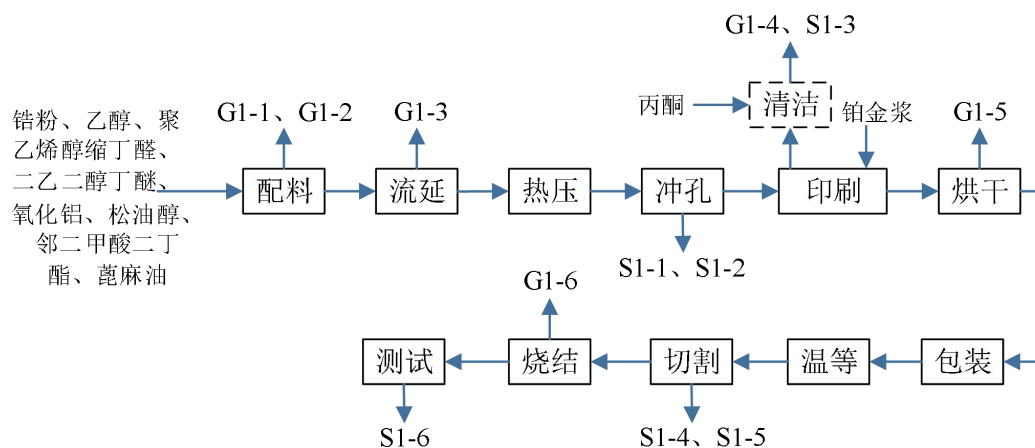 G1-4、S1-3
锆粉、乙醇、聚
乙烯醇缩丁醛、
二乙二醇丁醚、
氧化铝、松油醇、
邻二甲酸二丁
酯、蓖麻油
G1-1、G1-2
G1-3
丙酮
清洁
铂金浆
G1-5
配料
流延
热压
冲孔
印刷
烘干
S1-1、S1-2
G1-6
测试
烧结
切割
温等
包装
S1-6
S1-4、S1-5